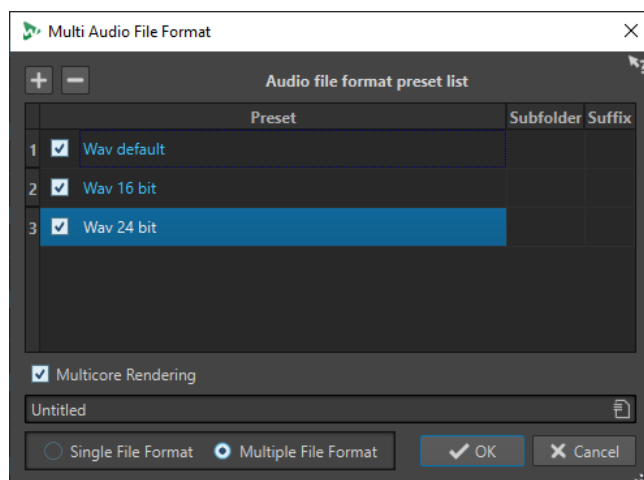 Multi Audio File Format
Audio file format preset list
Preset Subfolder Suffix
1 Wav default
2 Wav 16 bit
3 Wav 24 bit
Multicore Rendering
Untitled
Single File Format Multiple File Format OK Cancel